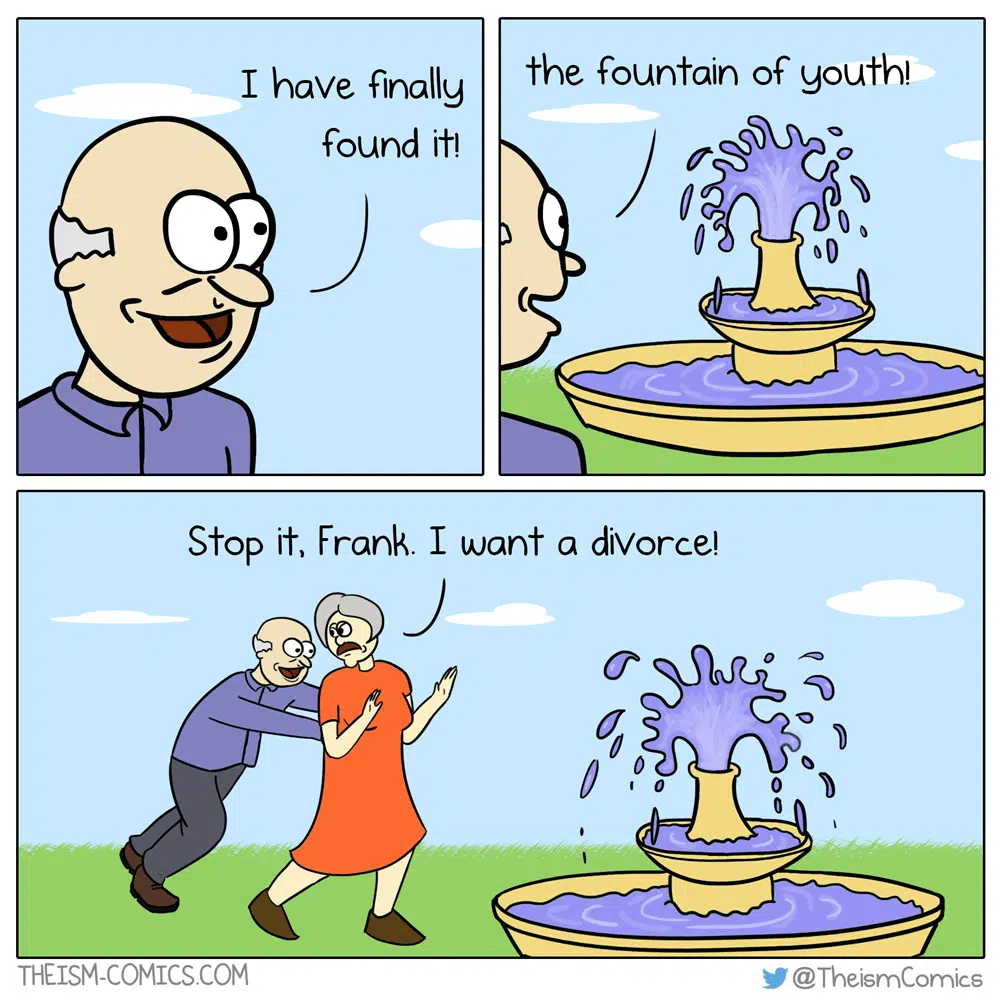 I have finally
found it!
the fountain of youth!
Stop it, Frank. I want a divorce!
THEISM-COMICS.COM
@TheismComics